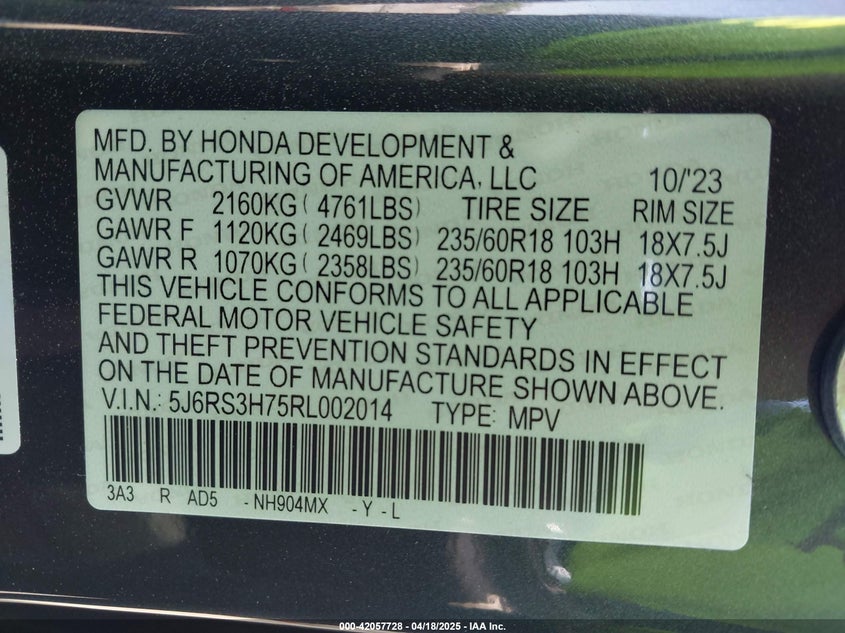 MFD. BY HONDA DEVELOPMENT &
MANUFACTURING OF AMERICA, LLC 10/'23
GVWR 2160KG( 4761LBS) TIRE SIZE RIM SIZE
GAWR F 1120KG( 2469LBS) 235/60R18 103H 18X7.5J
GAWR R 1070KG( 2358LBS) 235/60R18 103H 18X7.5J
THIS VEHICLE CONFORMS TO ALL APPLICABLE
FEDERAL MOTOR VEHICLE SAFETY
AND THEFT PREVENTION STANDARDS IN EFFECT
ON THE DATE OF MANUFACTURE SHOWN ABOVE.
V.I.N.: 5J6RS3H75RL002014 TYPE: MPV
3A3 R AD5 -NH904MX -Y-L
000-42057728 - 04/18/2025 - IAA Inc.